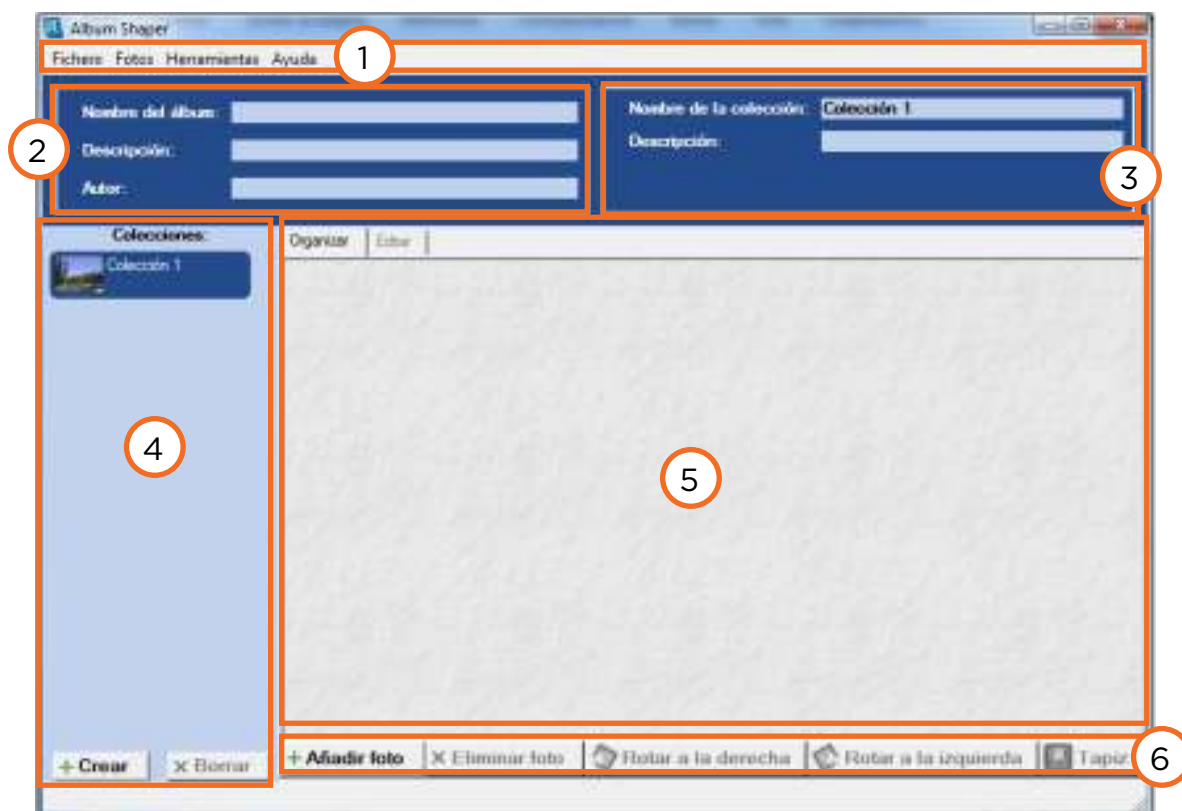 Album Shaper
Fichero Fotos Herramientas Ayuda
1
Nombre del álbum:
Descripción:
Autor:
2
Nombre de la colección: Colección 1
Descripción:
3
Colecciones:
Colección 1
4
+ Crear x Borrar
Organizar Editar
5
+ Añadir foto x Eliminar foto Rotar a la derecha Rotar a la izquierda Tapiz
6